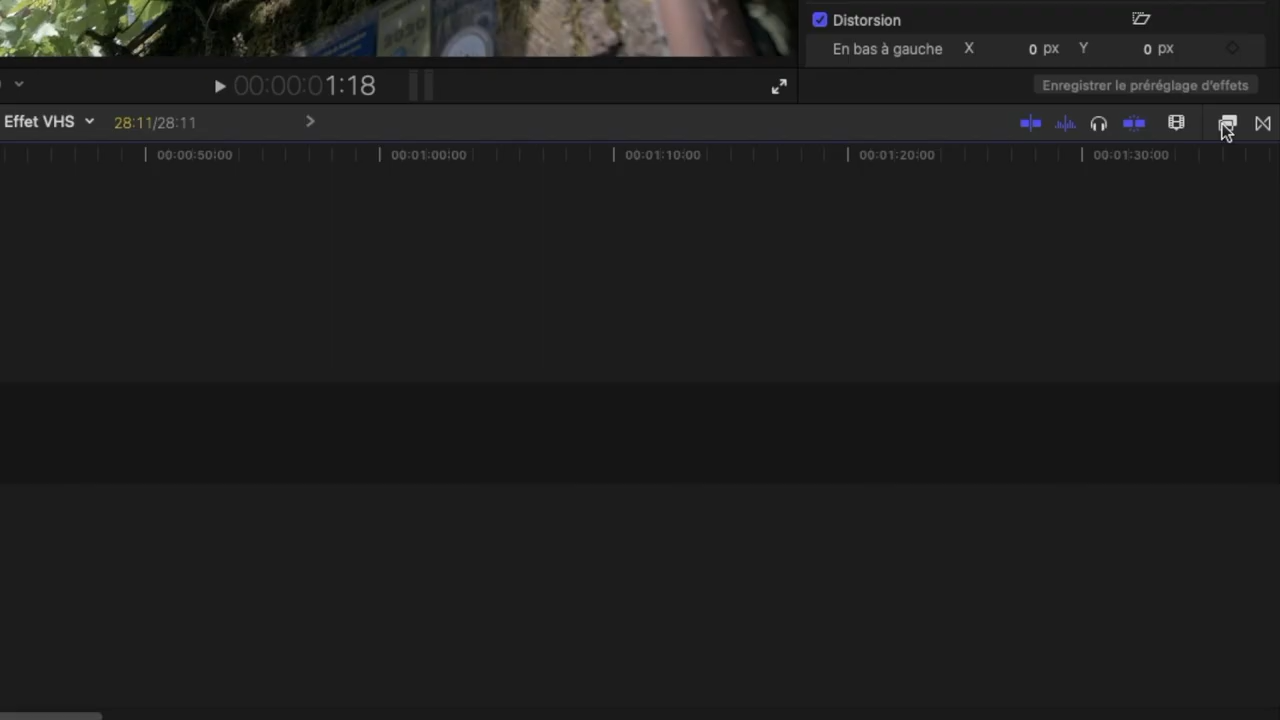 Distorsion
En bas à gauche X 0 px Y 0 px
00:00:01:18
Enregistrer le préréglage d'effets
Effet VHS 28:11/28:11
00:00:50:00 00:01:00:00 00:01:10:00 00:01:20:00 00:01:30:00